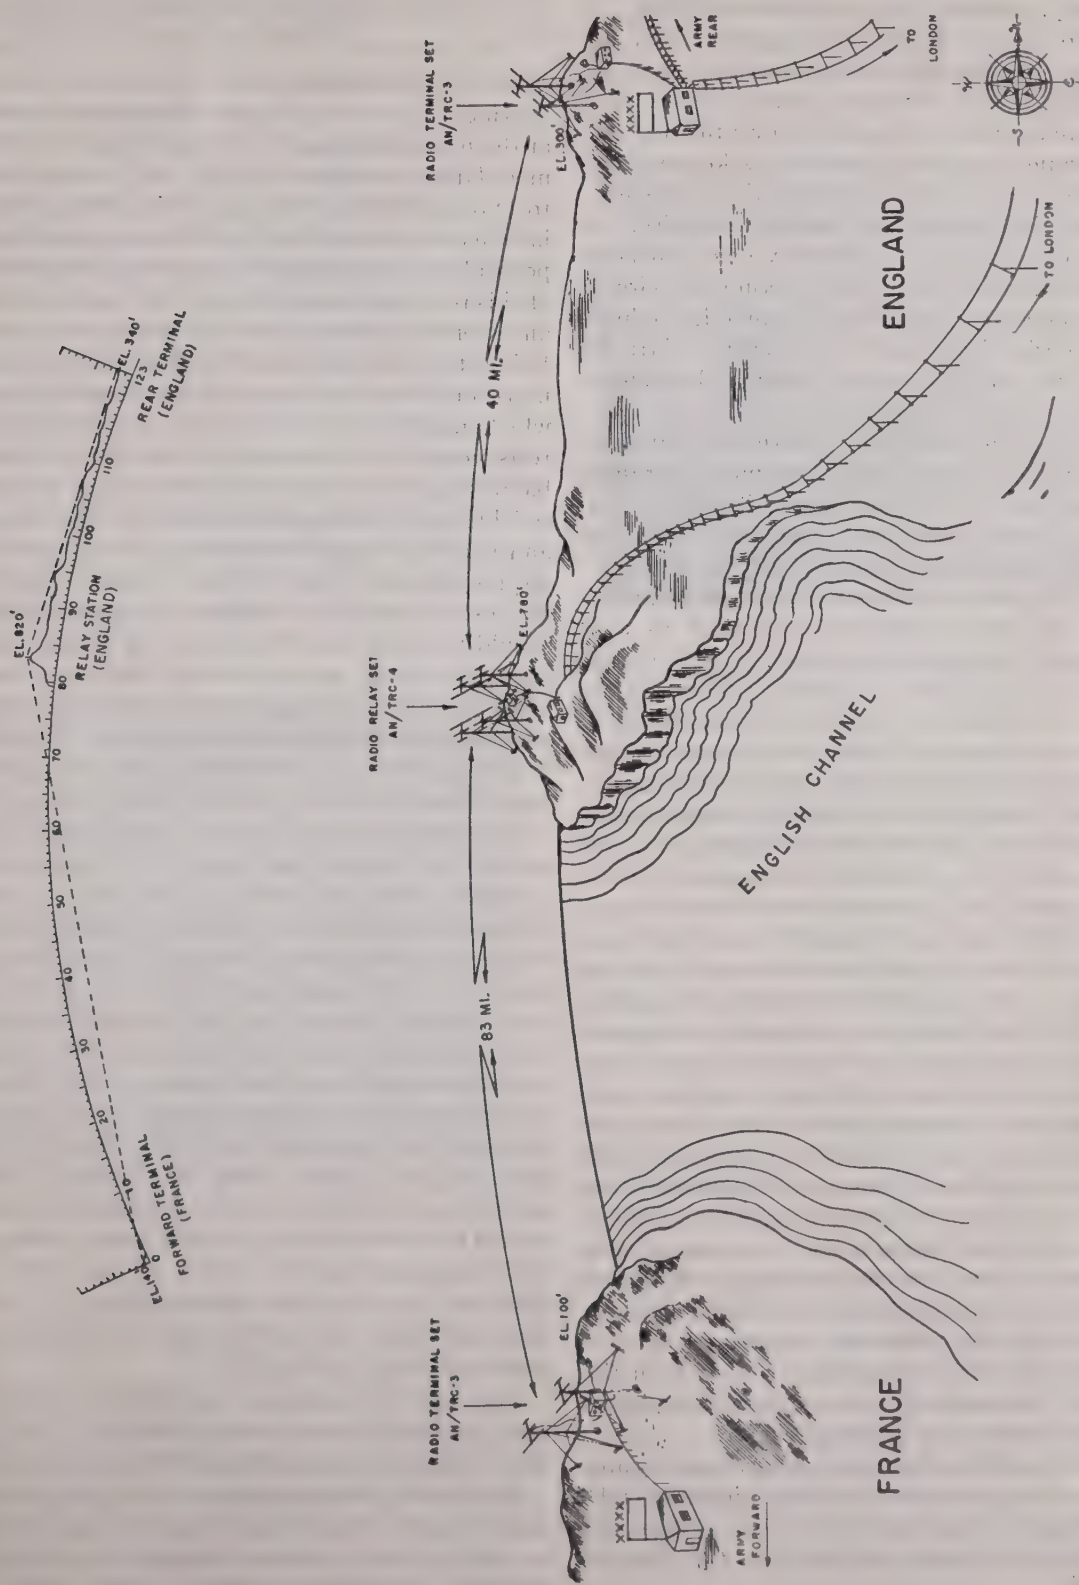 EL. 140'
0
10
20
30
40
50
60
70
80
90
100
110
123
EL. 820'
EL. 340'
FORWARD TERMINAL
(FRANCE)
RELAY STATION
(ENGLAND)
REAR TERMINAL
(ENGLAND)
RADIO TERMINAL SET
AN/TRC-3
RADIO RELAY SET
AN/TRC-4
RADIO TERMINAL SET
AN/TRC-3
83 MI.
40 MI.
EL. 100'
EL. 780'
EL. 300'
XXXX
XXXX
ARMY
FORWARD
ARMY
REAR
TO
LONDON
TO LONDON
FRANCE
ENGLISH CHANNEL
ENGLAND
S